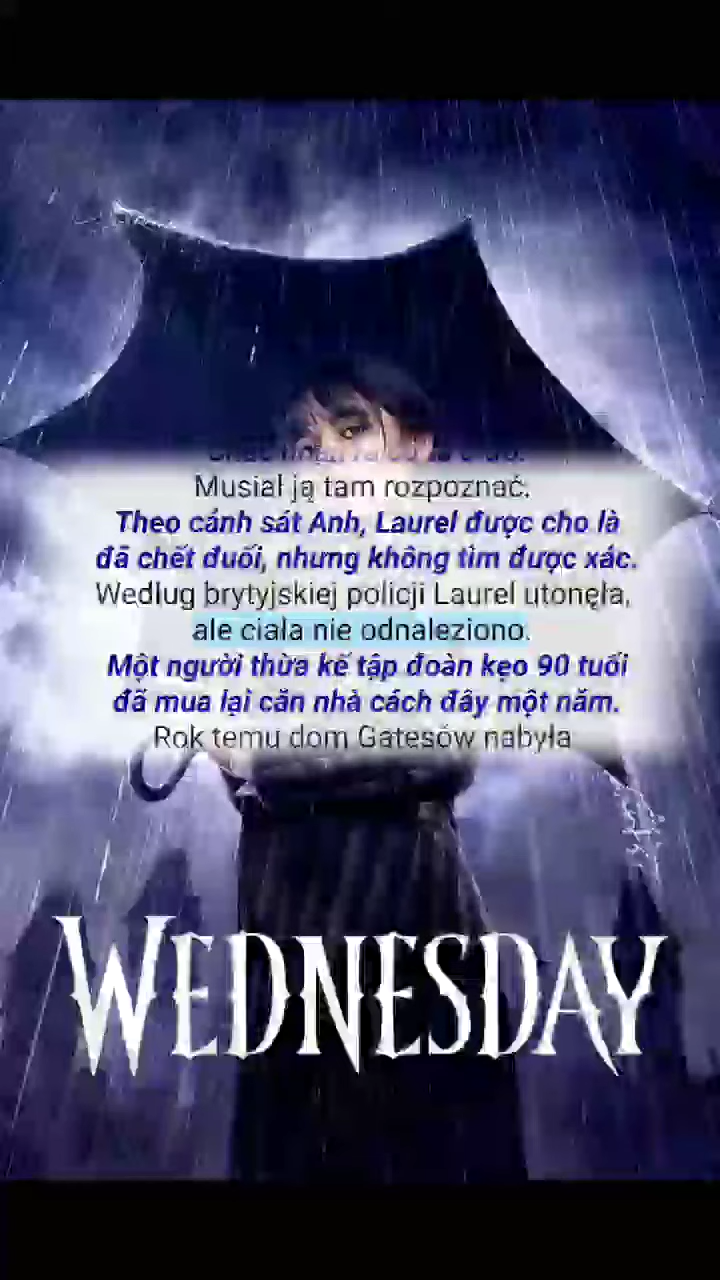 Musiał ją tam rozpoznać.
Theo cảnh sát Anh, Laurel được cho là
đã chết đuối, nhưng không tìm được xác.
Według brytyjskiej policji Laurel utonęła,
ale ciała nie odnaleziono.
Một người thừa kế tập đoàn kẹo 90 tuổi
đã mua lại căn nhà cách đây một năm.
Rok temu dom Gatesów nabyła
WEDNESDAY